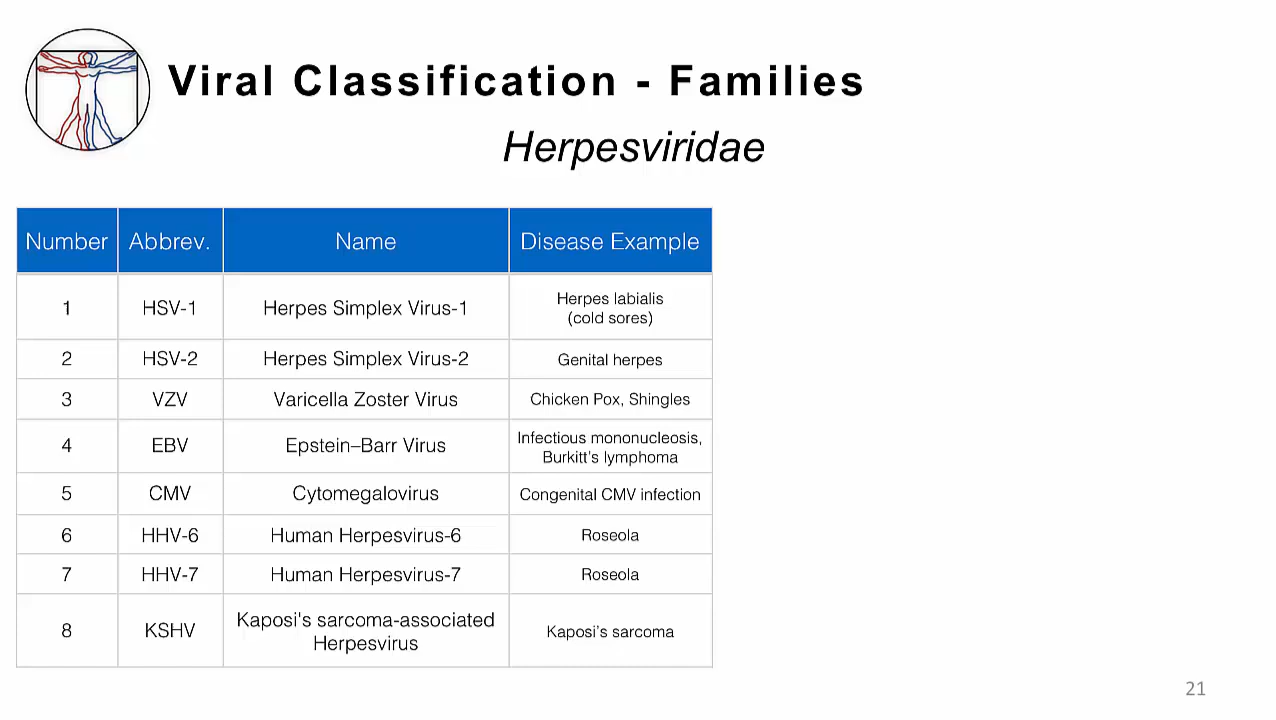 Viral Classification - Families
Herpesviridae
Number Abbrev. Name Disease Example
1 HSV-1 Herpes Simplex Virus-1 Herpes labialis
(cold sores)
2 HSV-2 Herpes Simplex Virus-2 Genital herpes
3 VZV Varicella Zoster Virus Chicken Pox, Shingles
4 EBV Epstein–Barr Virus Infectious mononucleosis,
Burkitt's lymphoma
5 CMV Cytomegalovirus Congenital CMV infection
6 HHV-6 Human Herpesvirus-6 Roseola
7 HHV-7 Human Herpesvirus-7 Roseola
8 KSHV Kaposi's sarcoma-associated
Herpesvirus Kaposi's sarcoma
21